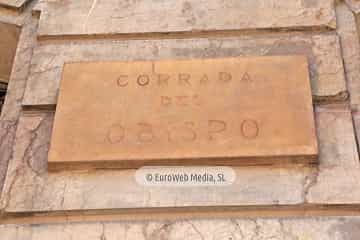 CORRADA
DEL
OBISPO
© EuroWeb Media, SL